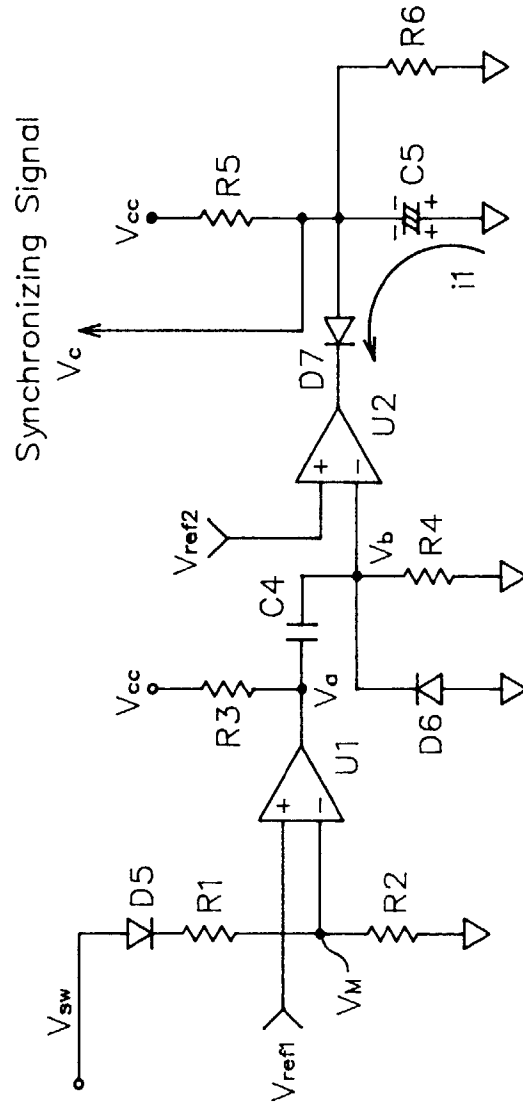 Synchronizing Signal
Vsw
D5
R1
Vref1
VM
R2
+
−
U1
Vcc
R3
Va
C4
D6
R4
Vb
Vref2
+
−
U2
D7
Vc
Vcc
R5
−
−
+
+
C5
i1
R6